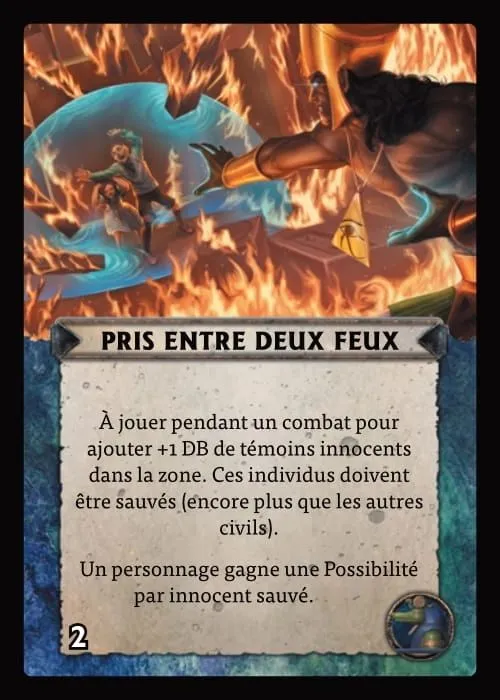 PRIS ENTRE DEUX FEUX
À jouer pendant un combat pour
ajouter +1 DB de témoins innocents
dans la zone. Ces individus doivent
être sauvés (encore plus que les autres
civils).
Un personnage gagne une Possibilité
par innocent sauvé.
2